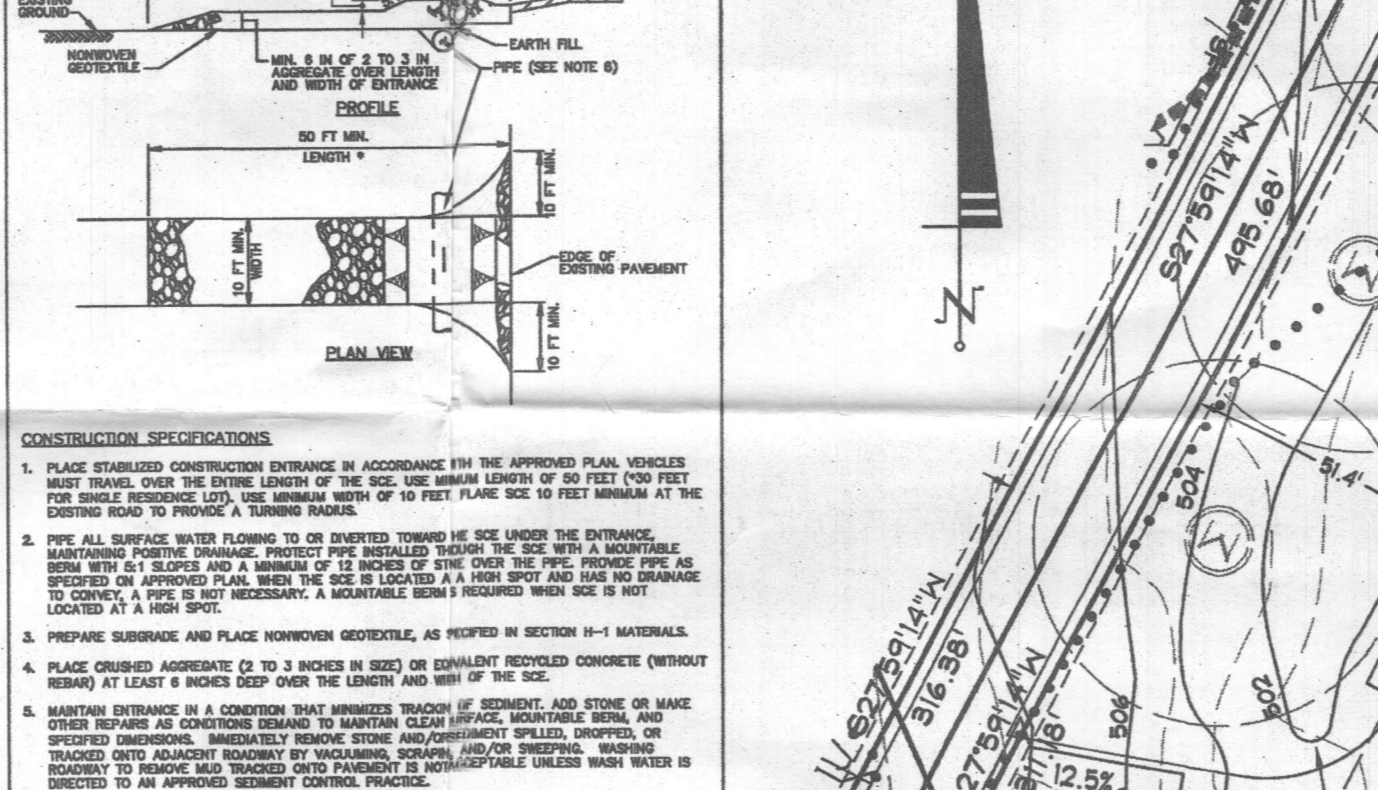 EXISTING
GROUND
NONWOVEN
GEOTEXTILE
MIN. 6 IN OF 2 TO 3 IN
AGGREGATE OVER LENGTH
AND WIDTH OF ENTRANCE
EARTH FILL
PIPE (SEE NOTE 6)
PROFILE
50 FT MIN.
LENGTH *
10 FT MIN.
10 FT MIN.
WIDTH
EDGE OF
EXISTING PAVEMENT
10 FT MIN.
PLAN VIEW
CONSTRUCTION SPECIFICATIONS
1. PLACE STABILIZED CONSTRUCTION ENTRANCE IN ACCORDANCE ITH THE APPROVED PLAN. VEHICLES
MUST TRAVEL OVER THE ENTIRE LENGTH OF THE SCE. USE MIMUM LENGTH OF 50 FEET (*30 FEET
FOR SINGLE RESIDENCE LOT). USE MINIMUM WIDTH OF 10 FEET FLARE SCE 10 FEET MINIMUM AT THE
EXISTING ROAD TO PROVIDE A TURNING RADIUS.
2. PIPE ALL SURFACE WATER FLOWING TO OR DIVERTED TOWARD HE SCE UNDER THE ENTRANCE,
MAINTAINING POSITIVE DRAINAGE. PROTECT PIPE INSTALLED THOUGH THE SCE WITH A MOUNTABLE
BERM WITH 5:1 SLOPES AND A MINIMUM OF 12 INCHES OF STNE OVER THE PIPE. PROVIDE PIPE AS
SPECIFIED ON APPROVED PLAN. WHEN THE SCE IS LOCATED A A HIGH SPOT AND HAS NO DRAINAGE
TO CONVEY, A PIPE IS NOT NECESSARY. A MOUNTABLE BERM S REQUIRED WHEN SCE IS NOT
LOCATED AT A HIGH SPOT.
3. PREPARE SUBGRADE AND PLACE NONWOVEN GEOTEXTILE, AS PECIFIED IN SECTION H-1 MATERIALS.
4. PLACE CRUSHED AGGREGATE (2 TO 3 INCHES IN SIZE) OR EQIVALENT RECYCLED CONCRETE (WITHOUT
REBAR) AT LEAST 6 INCHES DEEP OVER THE LENGTH AND WITH OF THE SCE.
5. MAINTAIN ENTRANCE IN A CONDITION THAT MINIMIZES TRACKIN OF SEDIMENT. ADD STONE OR MAKE
OTHER REPAIRS AS CONDITIONS DEMAND TO MAINTAIN CLEAN URFACE, MOUNTABLE BERM, AND
SPECIFIED DIMENSIONS. IMMEDIATELY REMOVE STONE AND/OR SEDIMENT SPILLED, DROPPED, OR
TRACKED ONTO ADJACENT ROADWAY BY VACUUMING, SCRAPIN, AND/OR SWEEPING. WASHING
ROADWAY TO REMOVE MUD TRACKED ONTO PAVEMENT IS NOT ACCEPTABLE UNLESS WASH WATER IS
DIRECTED TO AN APPROVED SEDIMENT CONTROL PRACTICE.
N
S27°59'14"W
495.68'
51.4'
504
S27°59'14"W
316.38'
27°59'14"W
506
502
12.5%